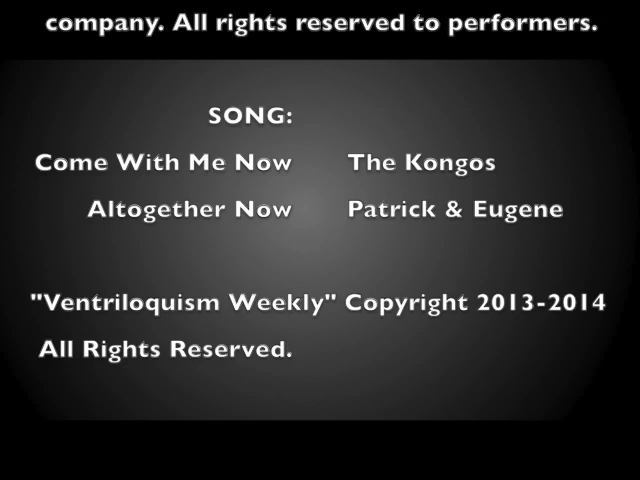 company. All rights reserved to performers.
SONG:
Come With Me Now The Kongos
Altogether Now Patrick & Eugene
"Ventriloquism Weekly" Copyright 2013-2014
All Rights Reserved.